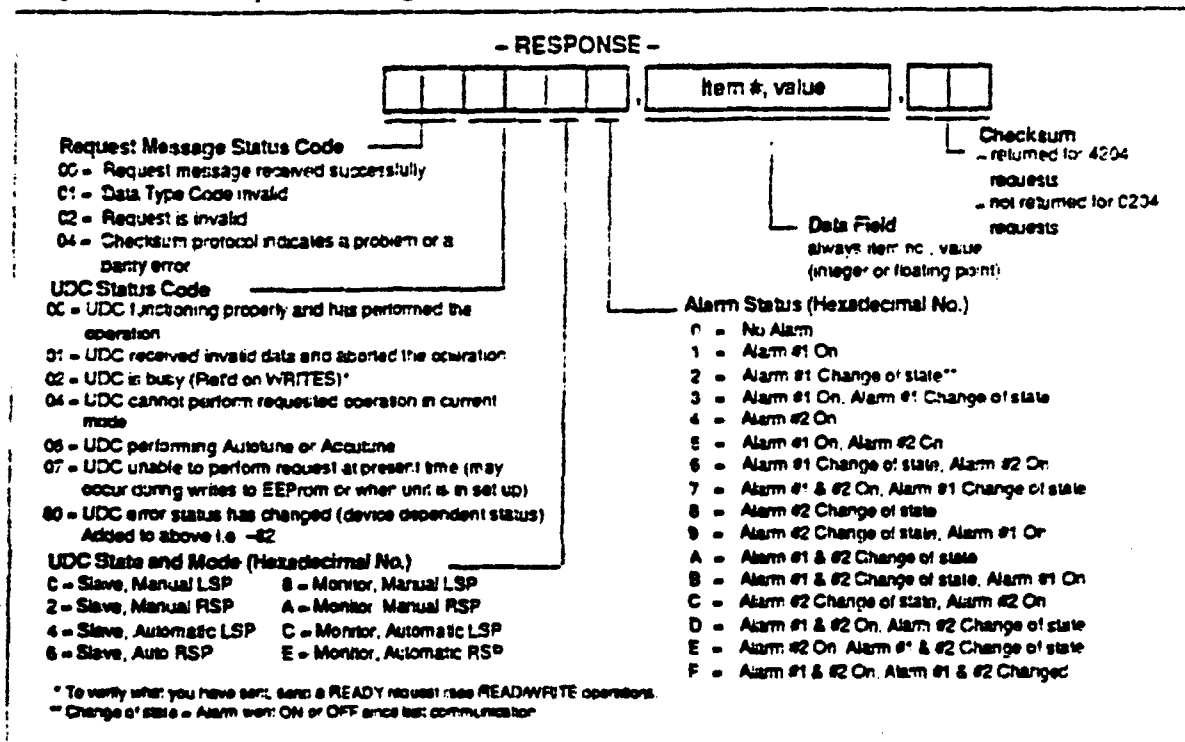 - RESPONSE -
Item #, value
Request Message Status Code
00 = Request message received successfully
01 = Data Type Code invalid
02 = Request is invalid
04 = Checksum protocol indicates a problem or a
parity error
UDC Status Code
00 = UDC functioning properly and has performed the
operation
01 = UDC received invalid data and aborted the operation
02 = UDC is busy (Ret'd on WRITES)*
04 = UDC cannot perform requested operation in current
mode
06 = UDC performing Autotune or Accutune
07 = UDC unable to perform request at present time (may
occur during writes to EEProm or when unit is in set up)
80 = UDC error status has changed (device dependent status)
Added to above i.e. -82
UDC State and Mode (Hexadecimal No.)
0 = Slave, Manual LSP
8 = Monitor, Manual LSP
2 = Slave, Manual RSP
A = Monitor Manual RSP
4 = Slave, Automatic LSP
C = Monitor, Automatic LSP
6 = Slave, Auto RSP
E = Monitor, Automatic RSP
Checksum
- returned for 4204
requests
- not returned for 0204
requests
Data Field
always item no., value
(integer or floating point)
Alarm Status (Hexadecimal No.)
0 = No Alarm
1 = Alarm #1 On
2 = Alarm #1 Change of state**
3 = Alarm #1 On, Alarm #1 Change of state
4 = Alarm #2 On
5 = Alarm #1 On, Alarm #2 On
6 = Alarm #1 Change of state, Alarm #2 On
7 = Alarm #1 & #2 On, Alarm #1 Change of state
8 = Alarm #2 Change of state
9 = Alarm #2 Change of state, Alarm #1 On
A = Alarm #1 & #2 Change of state
B = Alarm #1 & #2 Change of state, Alarm #1 On
C = Alarm #2 Change of state, Alarm #2 On
D = Alarm #1 & #2 On, Alarm #2 Change of state
E = Alarm #2 On, Alarm #1 & #2 Change of state
F = Alarm #1 & #2 On, Alarm #1 & #2 Changed
* To verify what you have sent, send a READY request (see READ/WRITE operations.
** Change of state = Alarm went ON or OFF since last communication